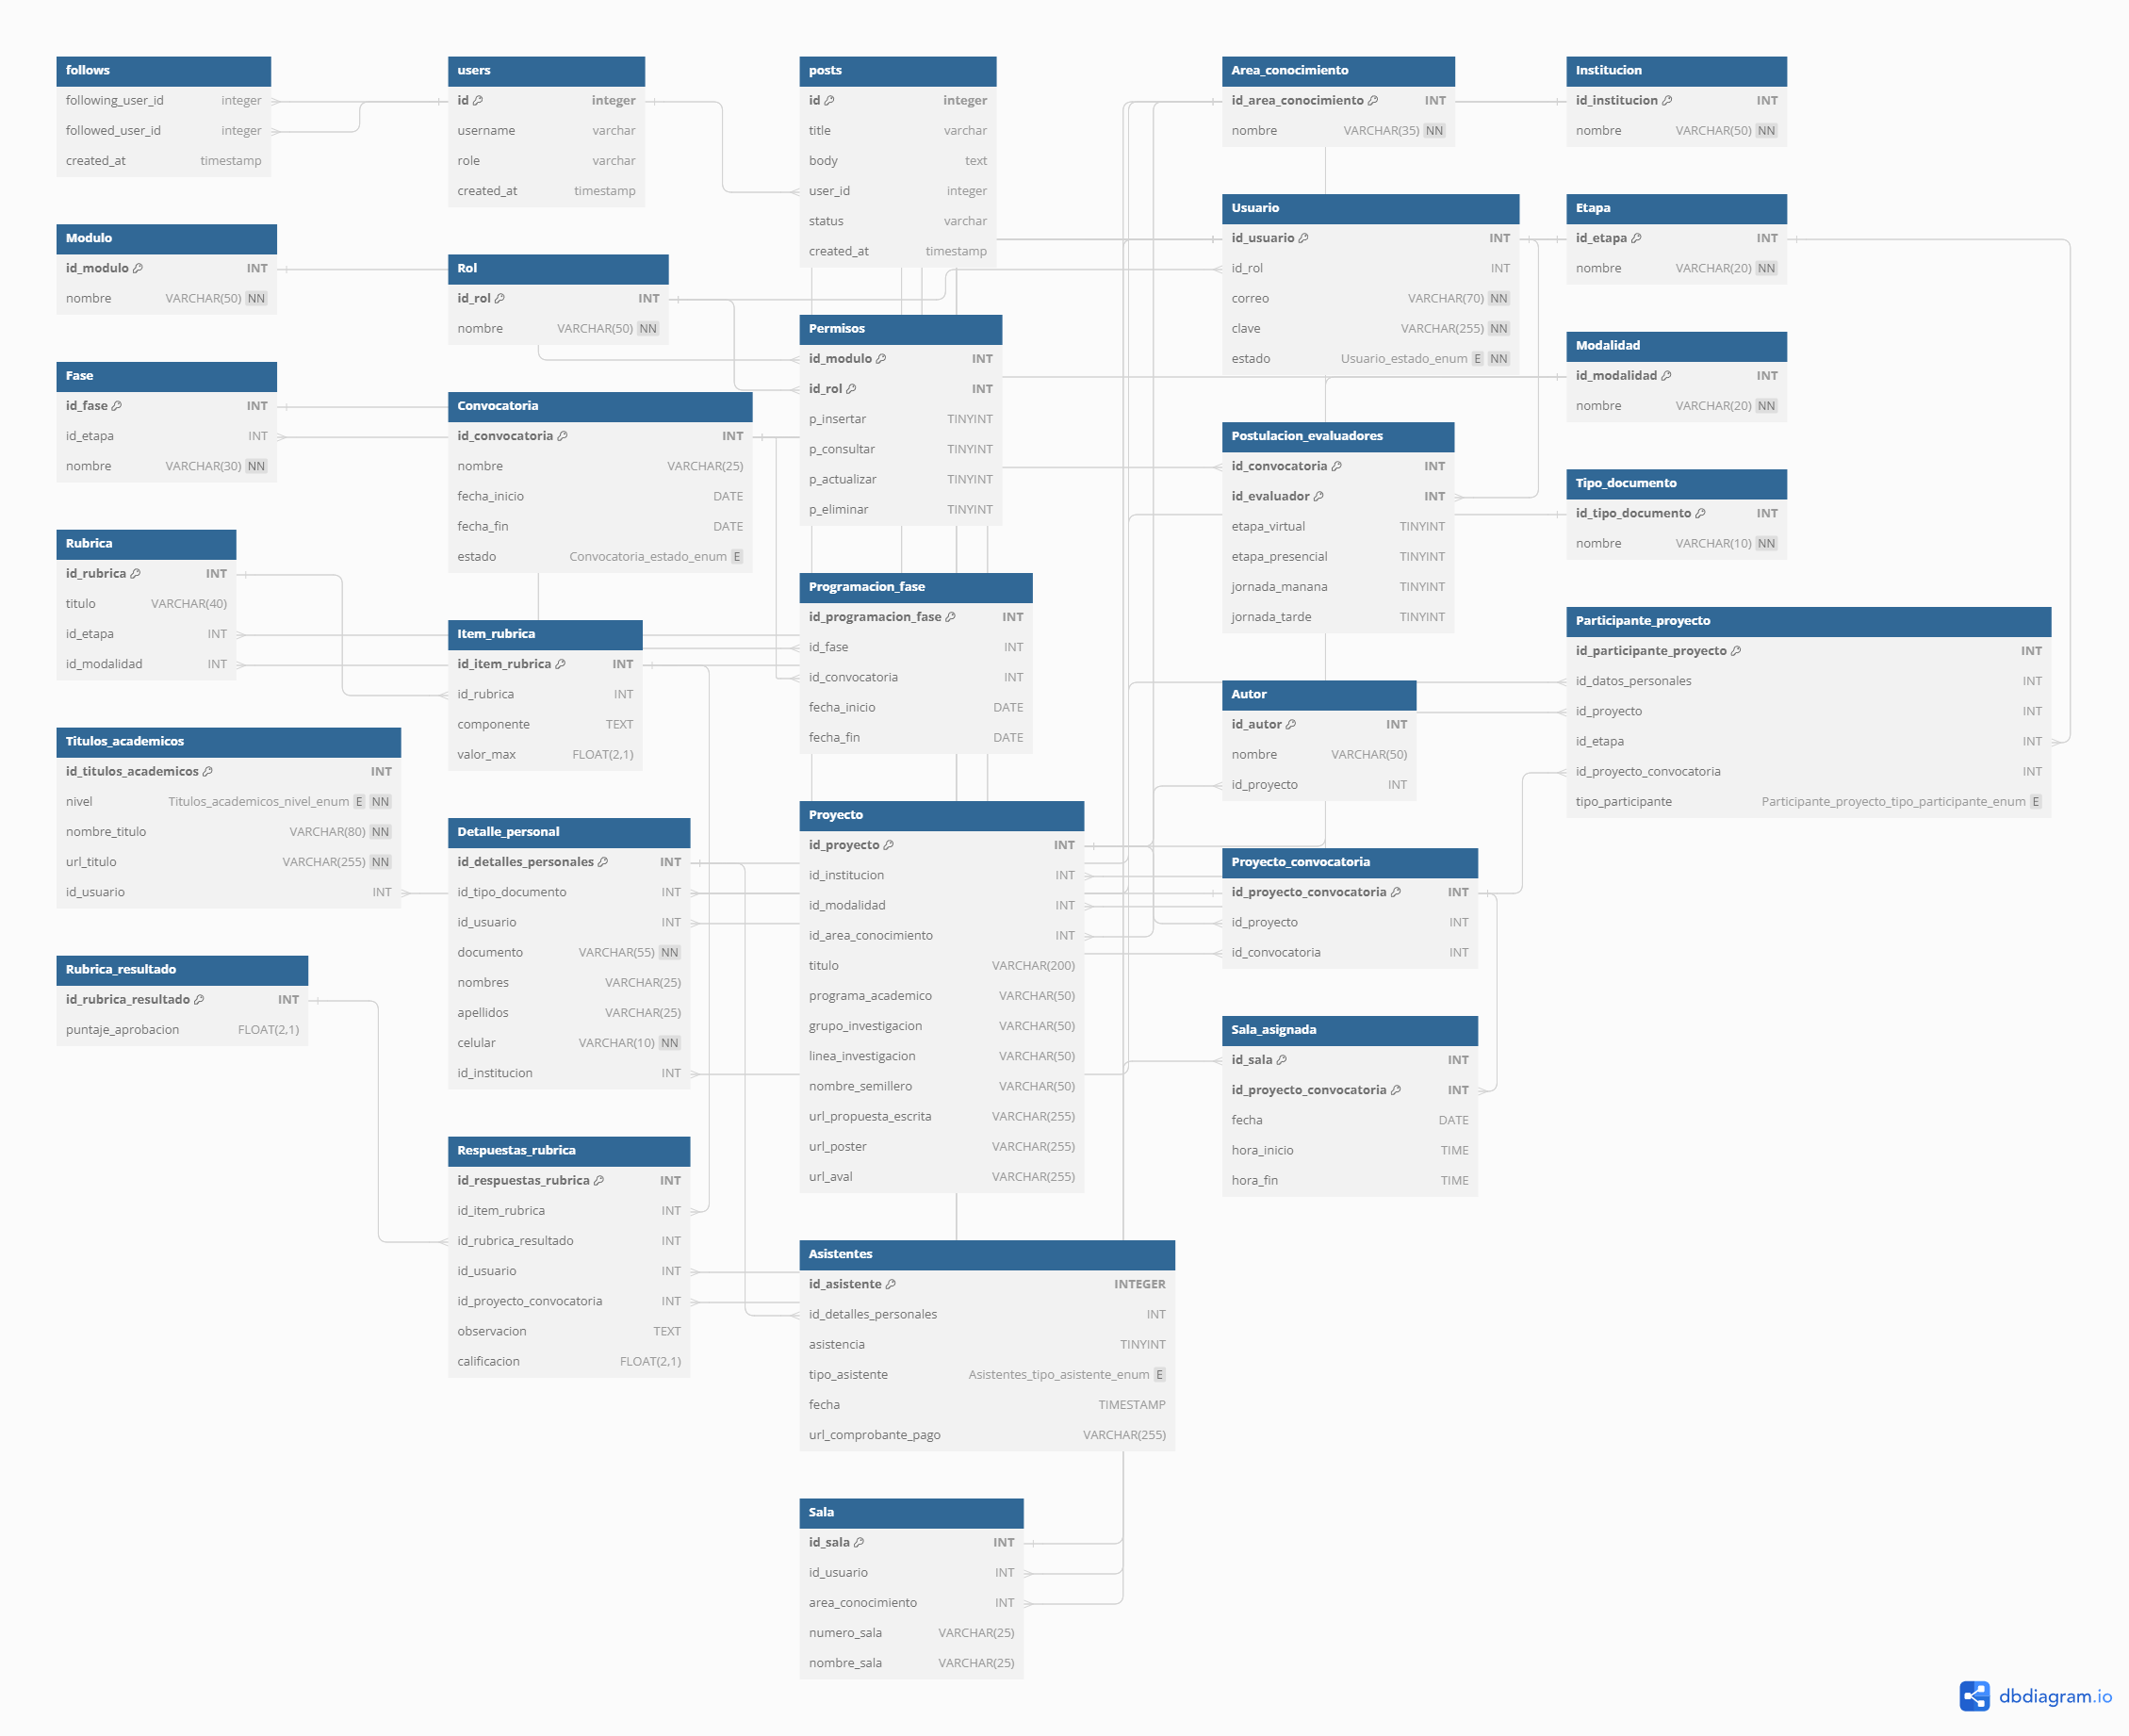 follows
following_user_id integer
followed_user_id integer
created_at timestamp
users
id integer
username varchar
role varchar
created_at timestamp
posts
id integer
title varchar
body text
user_id integer
status varchar
created_at timestamp
Area_conocimiento
id_area_conocimiento INT
nombre VARCHAR(35) NN
Institucion
id_institucion INT
nombre VARCHAR(50) NN
Modulo
id_modulo INT
nombre VARCHAR(50) NN
Rol
id_rol INT
nombre VARCHAR(50) NN
Permisos
id_modulo INT
id_rol INT
p_insertar TINYINT
p_consultar TINYINT
p_actualizar TINYINT
p_eliminar TINYINT
Usuario
id_usuario INT
id_rol INT
correo VARCHAR(70) NN
clave VARCHAR(255) NN
estado Usuario_estado_enum E NN
Etapa
id_etapa INT
nombre VARCHAR(20) NN
Modalidad
id_modalidad INT
nombre VARCHAR(20) NN
Fase
id_fase INT
id_etapa INT
nombre VARCHAR(30) NN
Convocatoria
id_convocatoria INT
nombre VARCHAR(25)
fecha_inicio DATE
fecha_fin DATE
estado Convocatoria_estado_enum E
Postulacion_evaluadores
id_convocatoria INT
id_evaluador INT
etapa_virtual TINYINT
etapa_presencial TINYINT
jornada_manana TINYINT
jornada_tarde TINYINT
Tipo_documento
id_tipo_documento INT
nombre VARCHAR(10) NN
Rubrica
id_rubrica INT
titulo VARCHAR(40)
id_etapa INT
id_modalidad INT
Item_rubrica
id_item_rubrica INT
id_rubrica INT
componente TEXT
valor_max FLOAT(2,1)
Programacion_fase
id_programacion_fase INT
id_fase INT
id_convocatoria INT
fecha_inicio DATE
fecha_fin DATE
Autor
id_autor INT
nombre VARCHAR(50)
id_proyecto INT
Participante_proyecto
id_participante_proyecto INT
id_datos_personales INT
id_proyecto INT
id_etapa INT
id_proyecto_convocatoria INT
tipo_participante Participante_proyecto_tipo_participante_enum E
Titulos_academicos
id_titulos_academicos INT
nivel Titulos_academicos_nivel_enum E NN
nombre_titulo VARCHAR(80) NN
url_titulo VARCHAR(255) NN
id_usuario INT
Detalle_personal
id_detalles_personales INT
id_tipo_documento INT
id_usuario INT
documento VARCHAR(55) NN
nombres VARCHAR(25)
apellidos VARCHAR(25)
celular VARCHAR(10) NN
id_institucion INT
Proyecto
id_proyecto INT
id_institucion INT
id_modalidad INT
id_area_conocimiento INT
titulo VARCHAR(200)
programa_academico VARCHAR(50)
grupo_investigacion VARCHAR(50)
linea_investigacion VARCHAR(50)
nombre_semillero VARCHAR(50)
url_propuesta_escrita VARCHAR(255)
url_poster VARCHAR(255)
url_aval VARCHAR(255)
Proyecto_convocatoria
id_proyecto_convocatoria INT
id_proyecto INT
id_convocatoria INT
Rubrica_resultado
id_rubrica_resultado INT
puntaje_aprobacion FLOAT(2,1)
Sala_asignada
id_sala INT
id_proyecto_convocatoria INT
fecha DATE
hora_inicio TIME
hora_fin TIME
Respuestas_rubrica
id_respuestas_rubrica INT
id_item_rubrica INT
id_rubrica_resultado INT
id_usuario INT
id_proyecto_convocatoria INT
observacion TEXT
calificacion FLOAT(2,1)
Asistentes
id_asistente INTEGER
id_detalles_personales INT
asistencia TINYINT
tipo_asistente Asistentes_tipo_asistente_enum E
fecha TIMESTAMP
url_comprobante_pago VARCHAR(255)
Sala
id_sala INT
id_usuario INT
area_conocimiento INT
numero_sala VARCHAR(25)
nombre_sala VARCHAR(25)
dbdiagram.io